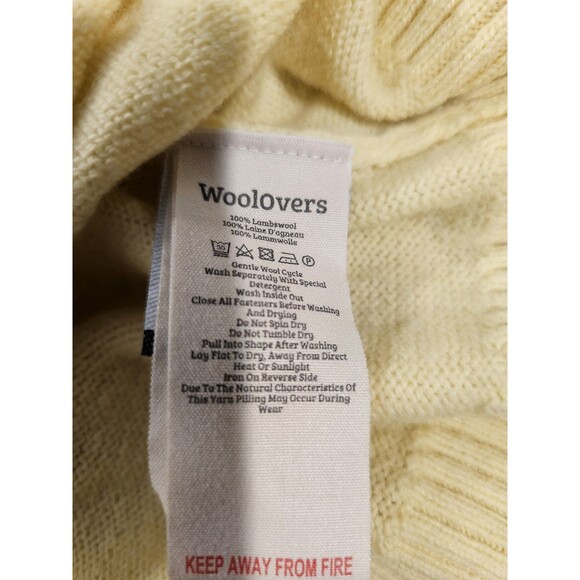 WoolOvers
100% Lambswool
100% Laine D'agneau
100% Lammwolle
30 P
Gentle Wool Cycle
Wash Separately With Special
Detergent
Wash Inside Out
Close All Fasteners Before Washing
And Drying
Do Not Spin Dry
Do Not Tumble Dry
Pull Into Shape After Washing
Lay Flat To Dry, Away From Direct
Heat Or Sunlight
Iron On Reverse Side
Due To The Natural Characteristics Of
This Yarn Pilling May Occur During
Wear
KEEP AWAY FROM FIRE